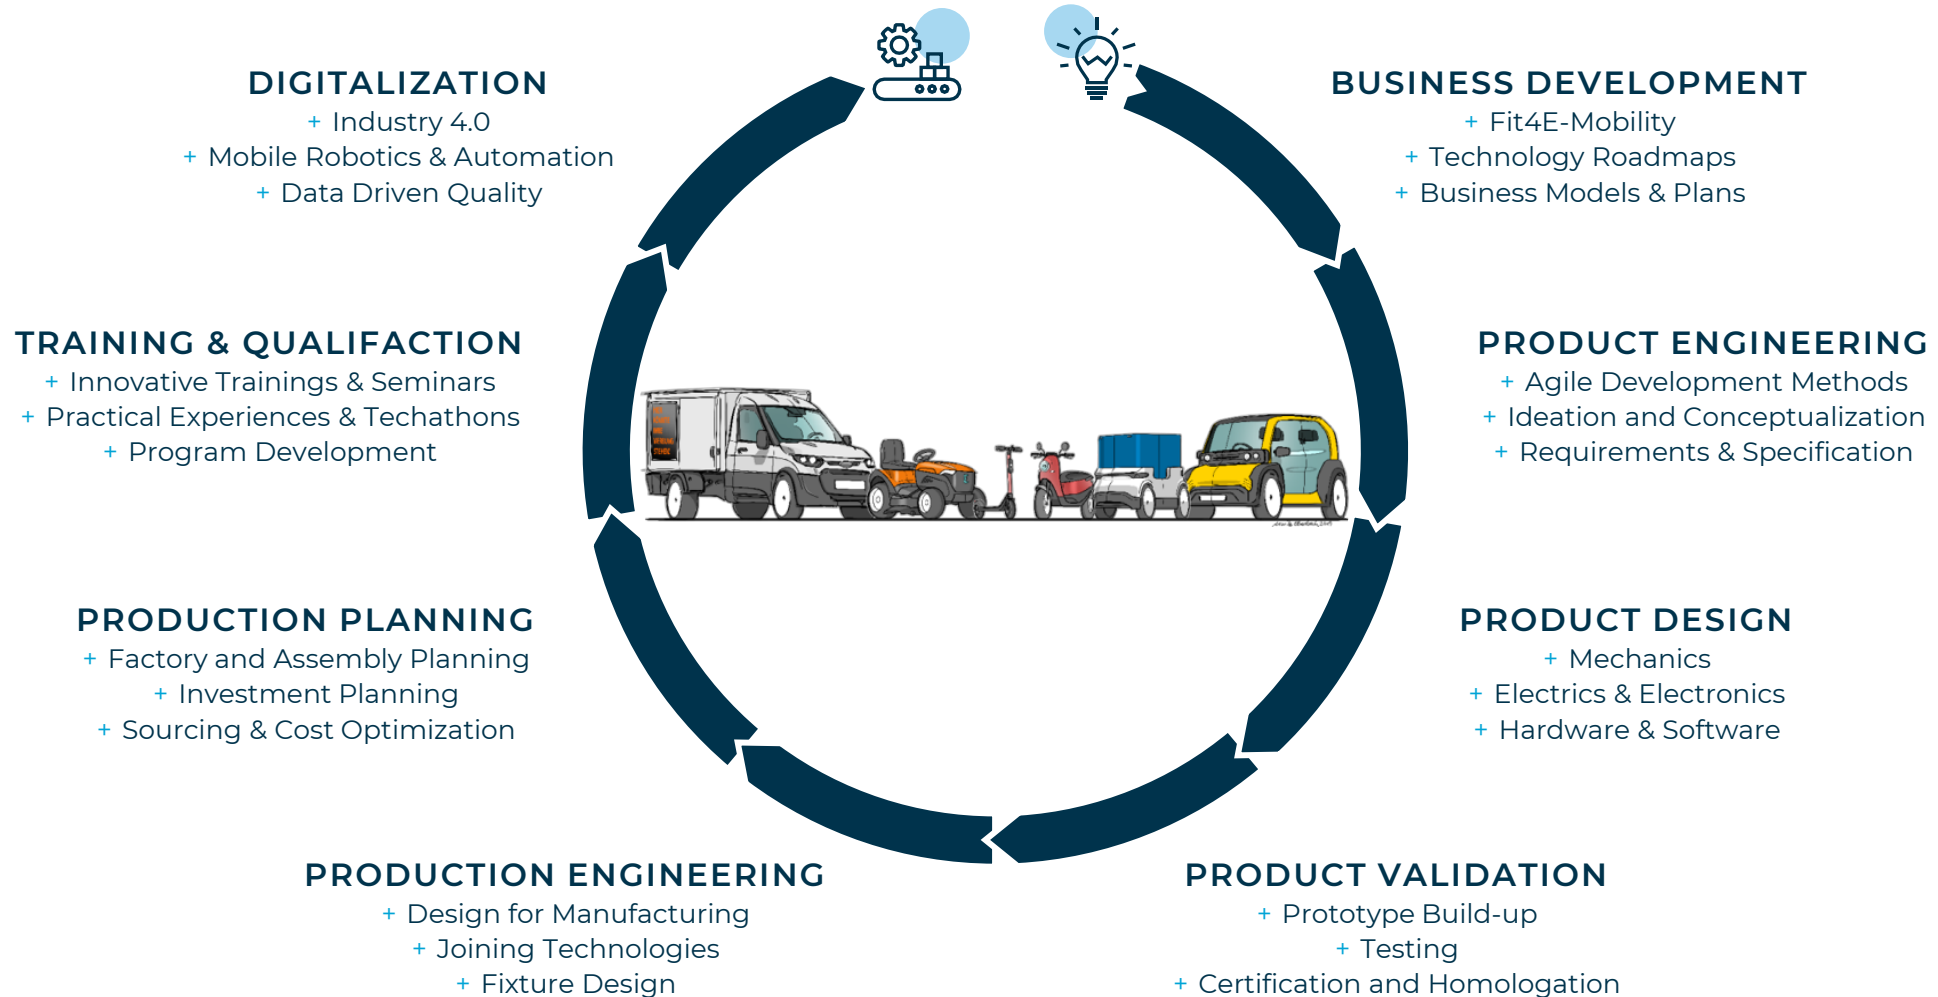 DIGITALIZATION
+ Industry 4.0
+ Mobile Robotics & Automation
+ Data Driven Quality
BUSINESS DEVELOPMENT
+ Fit4E-Mobility
+ Technology Roadmaps
+ Business Models & Plans
TRAINING & QUALIFACTION
+ Innovative Trainings & Seminars
+ Practical Experiences & Techathons
+ Program Development
PRODUCT ENGINEERING
+ Agile Development Methods
+ Ideation and Conceptualization
+ Requirements & Specification
PRODUCTION PLANNING
+ Factory and Assembly Planning
+ Investment Planning
+ Sourcing & Cost Optimization
PRODUCT DESIGN
+ Mechanics
+ Electrics & Electronics
+ Hardware & Software
PRODUCTION ENGINEERING
+ Design for Manufacturing
+ Joining Technologies
+ Fixture Design
PRODUCT VALIDATION
+ Prototype Build-up
+ Testing
+ Certification and Homologation